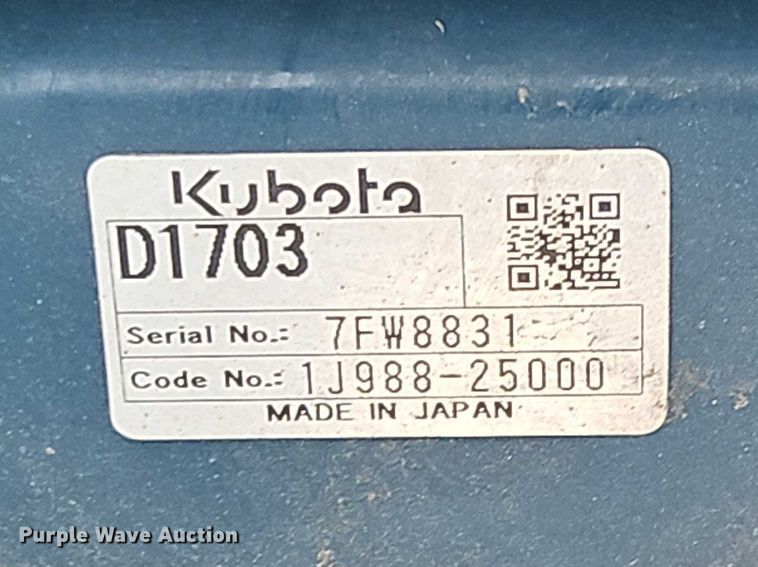 Kubota
D1703
Serial No.: 7FW8831
Code No.: 1J988-25000
MADE IN JAPAN
Purple Wave Auction